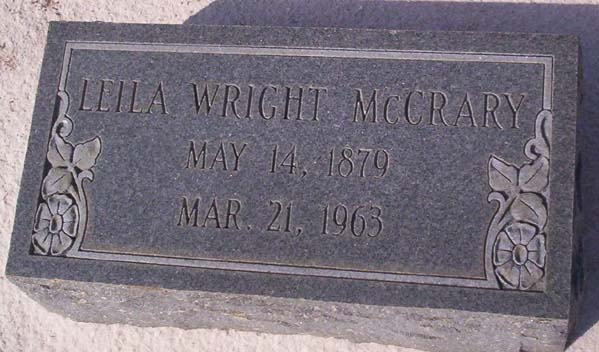 LEILA WRIGHT McCRARY
MAY 14, 1879
MAR. 21, 1963